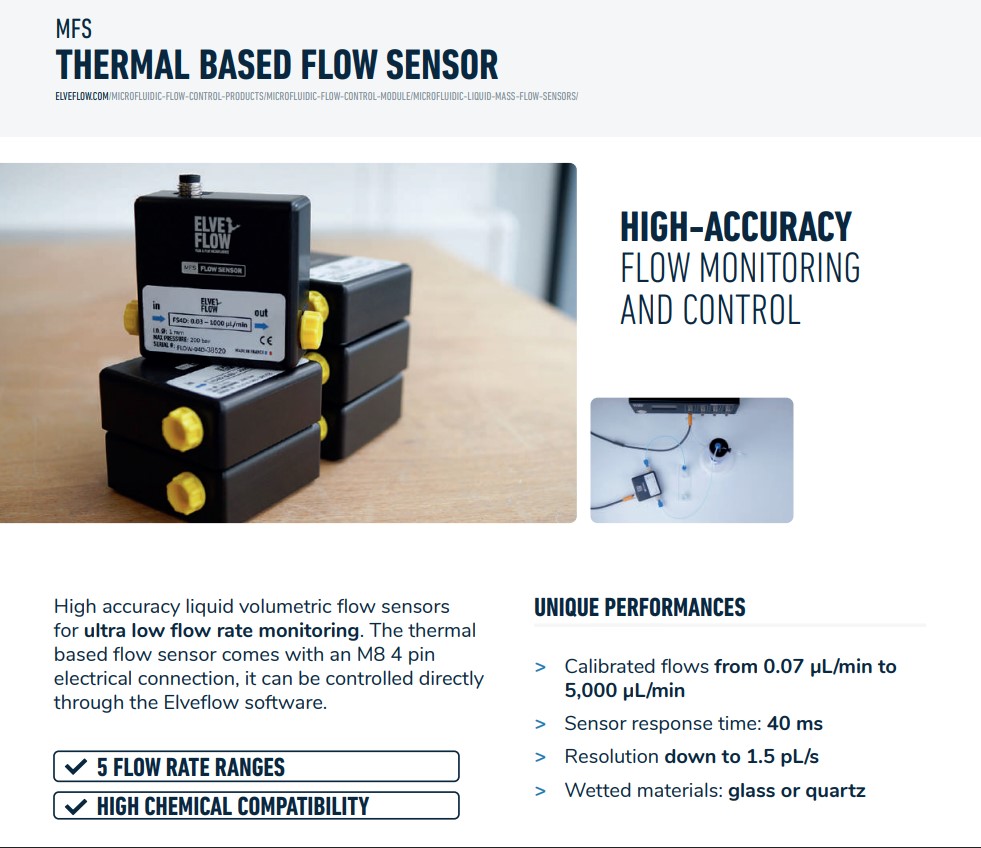 MFS
THERMAL BASED FLOW SENSOR
ELVEFLOW.COM/MICROFLUIDIC-FLOW-CONTROL-PRODUCTS/MICROFLUIDIC-FLOW-CONTROL-MODULE/MICROFLUIDIC-LIQUID-MASS-FLOW-SENSORS/
ELVE
FLOW
MFS FLOW SENSOR
in
ELVE
FLOW
out
FS4D: 0.03 – 1000 µL/min
I.D. Ø: 1 mm
MAX PRESSURE: 200 bar
SERIAL #: FLOW-04D-38520
CE
MADE IN FRANCE
HIGH-ACCURACY
FLOW MONITORING
AND CONTROL
High accuracy liquid volumetric flow sensors
for ultra low flow rate monitoring. The thermal
based flow sensor comes with an M8 4 pin
electrical connection, it can be controlled directly
through the Elveflow software.
✓ 5 FLOW RATE RANGES
✓ HIGH CHEMICAL COMPATIBILITY
UNIQUE PERFORMANCES
> Calibrated flows from 0.07 µL/min to
5,000 µL/min
> Sensor response time: 40 ms
> Resolution down to 1.5 pL/s
> Wetted materials: glass or quartz